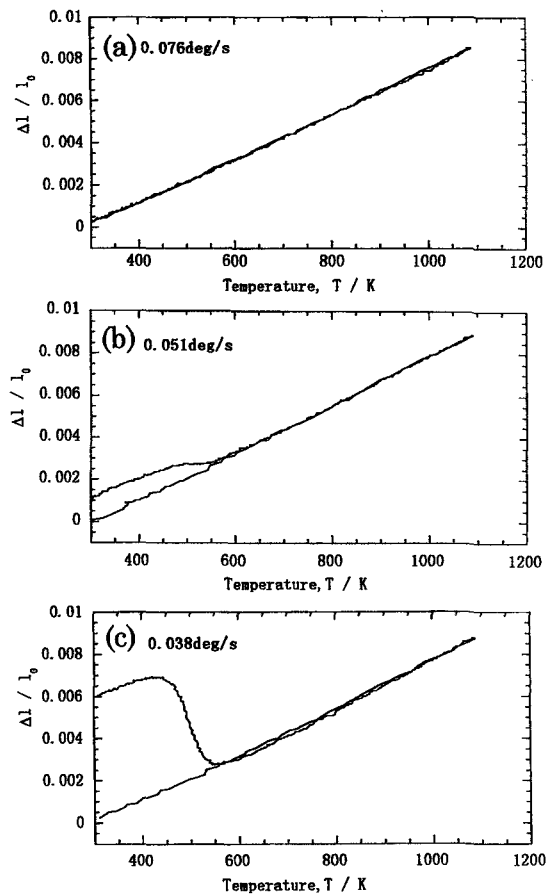 (a) 0.076deg/s
0.01
0.008
0.006
0.004
0.002
0
Δl / l₀
400 600 800 1000 1200
Temperature, T / K
(b) 0.051deg/s
0.01
0.008
0.006
0.004
0.002
0
Δl / l₀
400 600 800 1000 1200
Temperature, T / K
(c) 0.038deg/s
0.01
0.008
0.006
0.004
0.002
0
Δl / l₀
400 600 800 1000 1200
Temperature, T / K